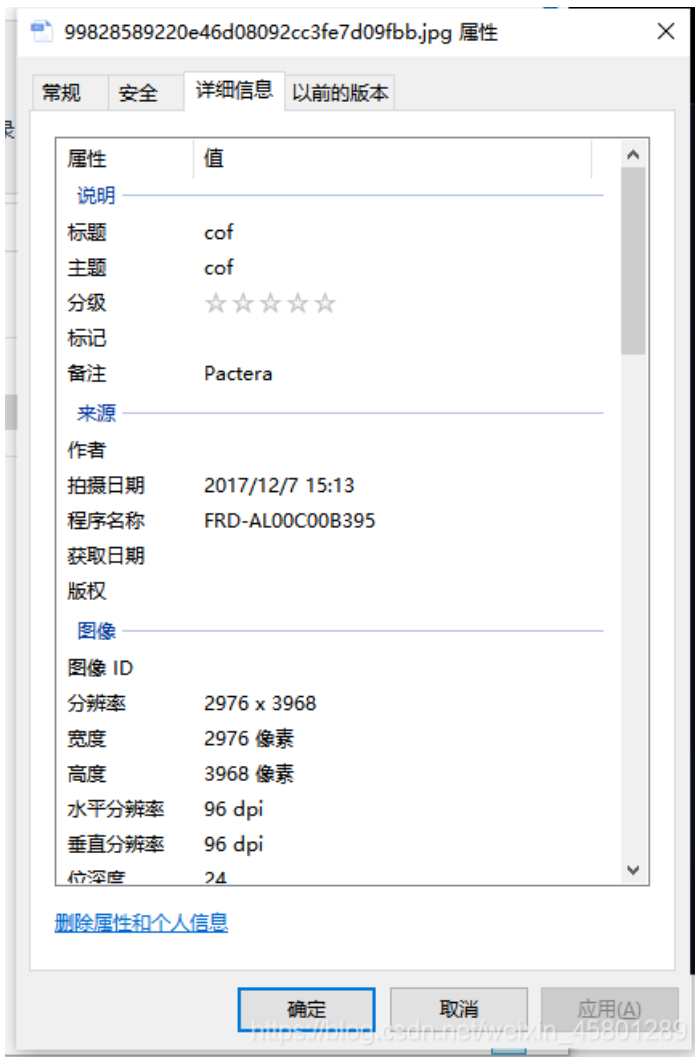 99828589220e46d08092cc3fe7d09fbb.jpg 属性
常规 安全 详细信息 以前的版本
录
属性 值
说明
标题 cof
主题 cof
分级
标记
备注 Pactera
来源
作者
拍摄日期 2017/12/7 15:13
程序名称 FRD-AL00C00B395
获取日期
版权
图像
图像 ID
分辨率 2976 x 3968
宽度 2976 像素
高度 3968 像素
水平分辨率 96 dpi
垂直分辨率 96 dpi
位深度 24
删除属性和个人信息
确定 取消 应用(A)
https://blog.csdn.net/weixin_45801289